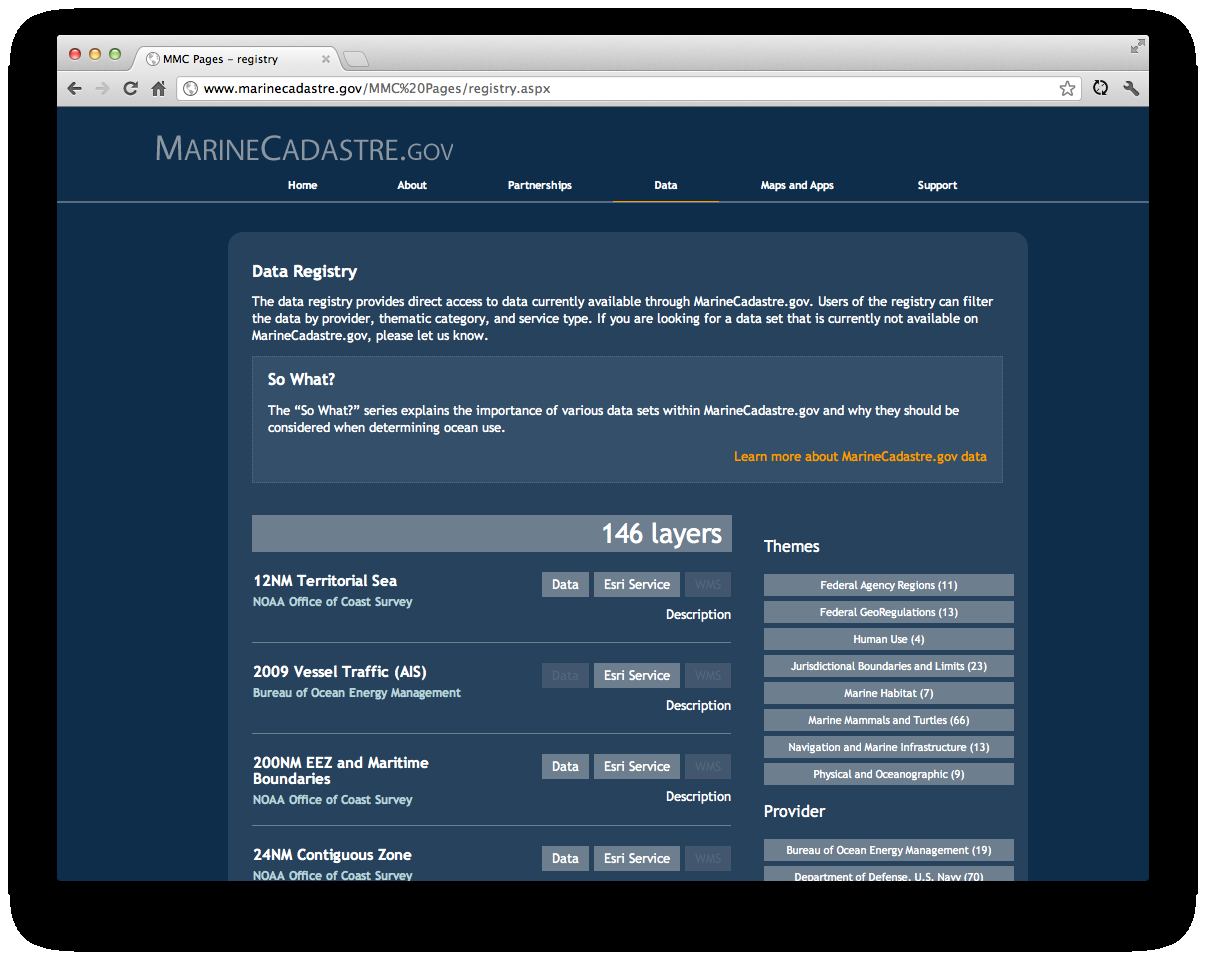 MMC Pages – registry
www.marinecadastre.gov/MMC%20Pages/registry.aspx
MARINECADASTRE.GOV
Home About Partnerships Data Maps and Apps Support
Data Registry
The data registry provides direct access to data currently available through MarineCadastre.gov. Users of the registry can filter
the data by provider, thematic category, and service type. If you are looking for a data set that is currently not available on
MarineCadastre.gov, please let us know.
So What?
The “So What?” series explains the importance of various data sets within MarineCadastre.gov and why they should be
considered when determining ocean use.
Learn more about MarineCadastre.gov data
146 layers
12NM Territorial Sea
NOAA Office of Coast Survey
Data Esri Service WMS
Description
2009 Vessel Traffic (AIS)
Bureau of Ocean Energy Management
Data Esri Service WMS
Description
200NM EEZ and Maritime
Boundaries
NOAA Office of Coast Survey
Data Esri Service WMS
Description
24NM Contiguous Zone
NOAA Office of Coast Survey
Data Esri Service WMS
Themes
Federal Agency Regions (11)
Federal GeoRegulations (13)
Human Use (4)
Jurisdictional Boundaries and Limits (23)
Marine Habitat (7)
Marine Mammals and Turtles (66)
Navigation and Marine Infrastructure (13)
Physical and Oceanographic (9)
Provider
Bureau of Ocean Energy Management (19)
Department of Defense, U.S. Navy (70)